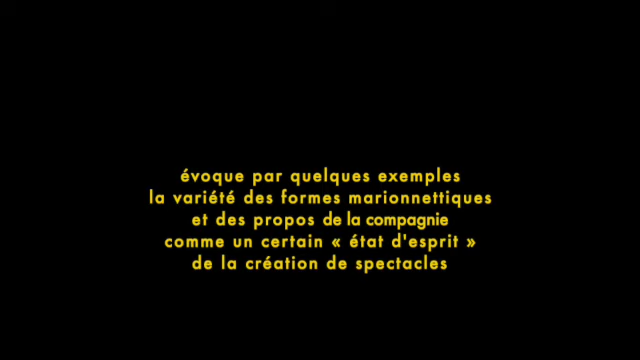 évoque par quelques exemples
la variété des formes marionnettiques
et des propos de la compagnie
comme un certain « état d'esprit »
de la création de spectacles